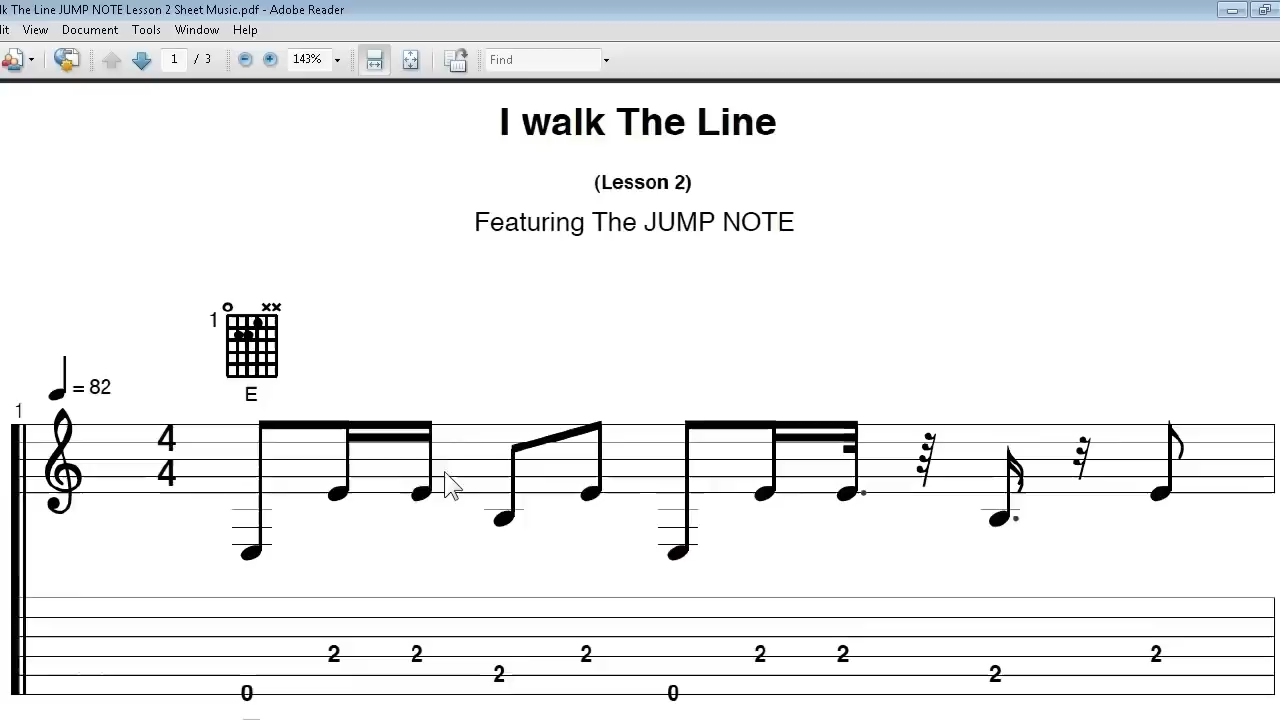 lk The Line JUMP NOTE Lesson 2 Sheet Music.pdf - Adobe Reader
lit View Document Tools Window Help
1 / 3 143% Find
I walk The Line
(Lesson 2)
Featuring The JUMP NOTE
1
= 82
E
1
4
4
2 2 2 2 2 2
2 2
0 0